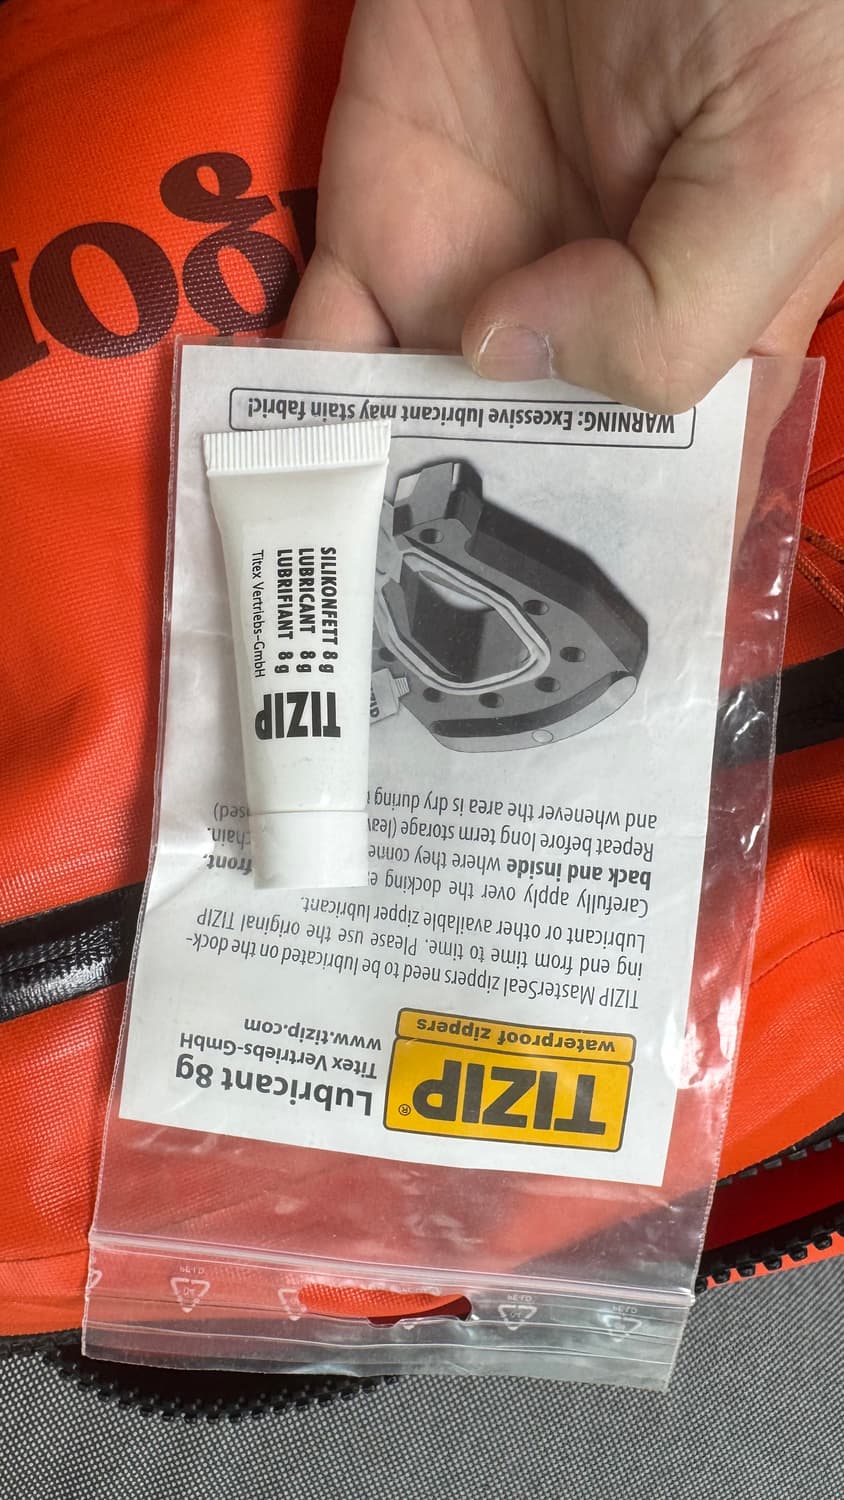 TIZIP®
waterproof zippers
Lubricant 8g
Titex Vertriebs-GmbH
www.tizip.com
TIZIP MasterSeal zippers need to be lubricated on the dock-
ing end from time to time. Please use the original TIZIP
Lubricant or other available zipper lubricant.
Carefully apply over the docking front,
back and inside where they
Repeat before long term storage
and whenever the area is dry during
WARNING: Excessive lubricant may stain fabric!
SILIKONFETT 8 g
LUBRICANT 8 g
LUBRIFIANT 8 g
Titex Vertriebs-GmbH
TIZIP